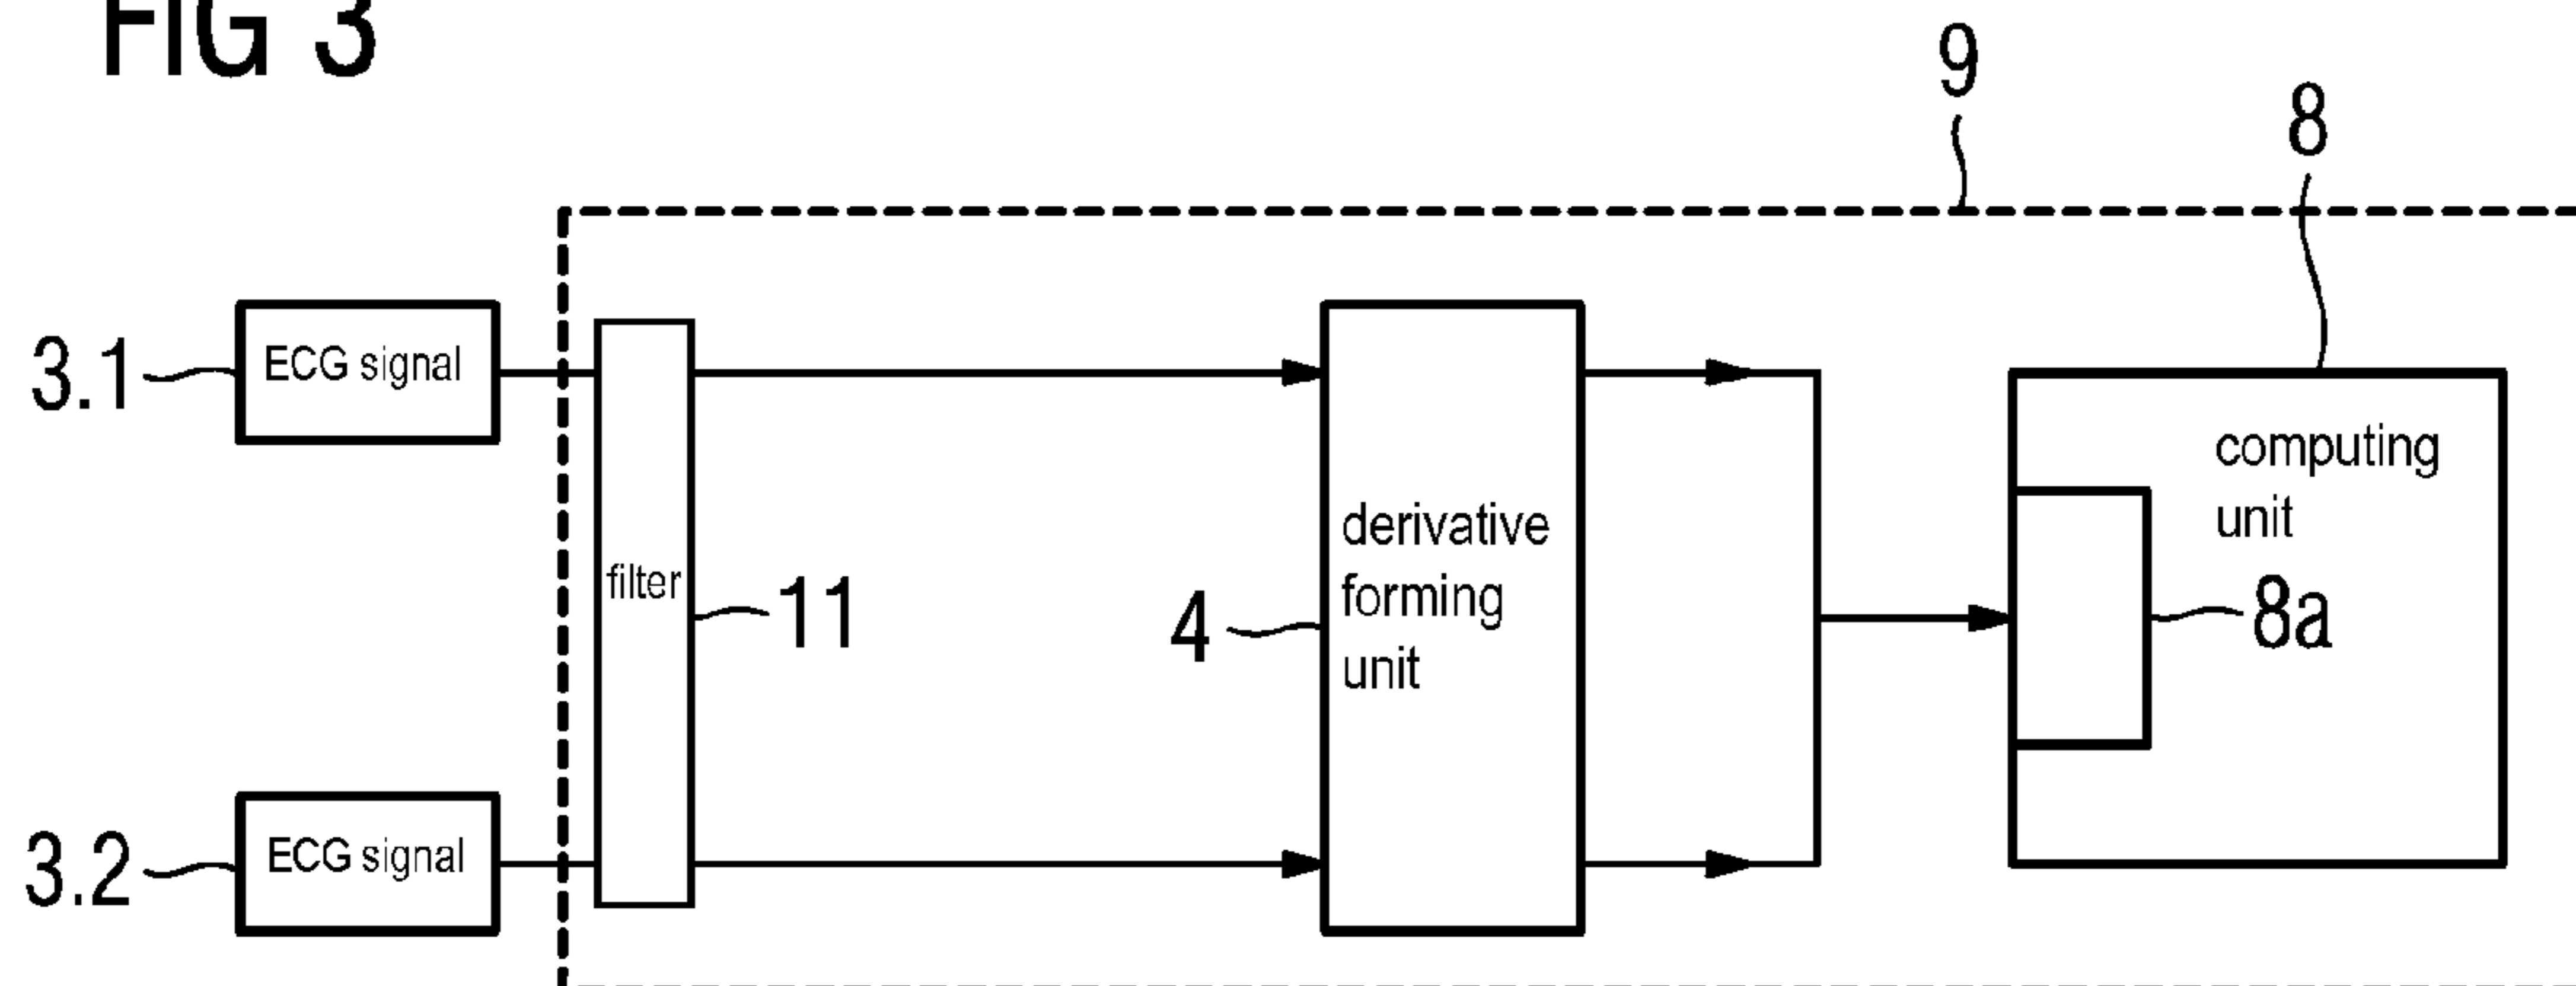 FIG 3
9
8
3.1
ECG signal
computing
unit
derivative
forming
unit
filter
11
4
8a
3.2
ECG signal